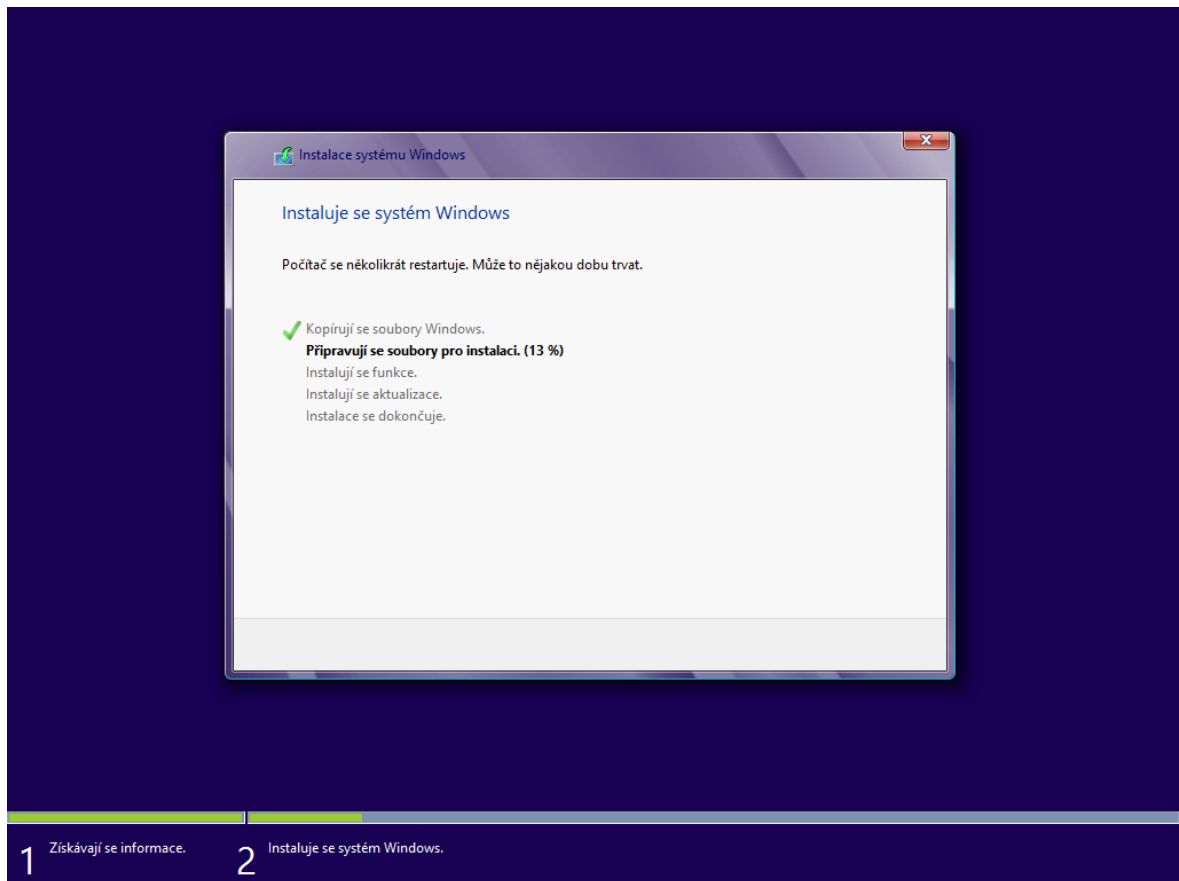 Instalace systému Windows
Instaluje se systém Windows
Počítač se několikrát restartuje. Může to nějakou dobu trvat.
Kopírují se soubory Windows.
Připravují se soubory pro instalaci. (13 %)
Instalují se funkce.
Instalují se aktualizace.
Instalace se dokončuje.
1 Získávají se informace.
2 Instaluje se systém Windows.